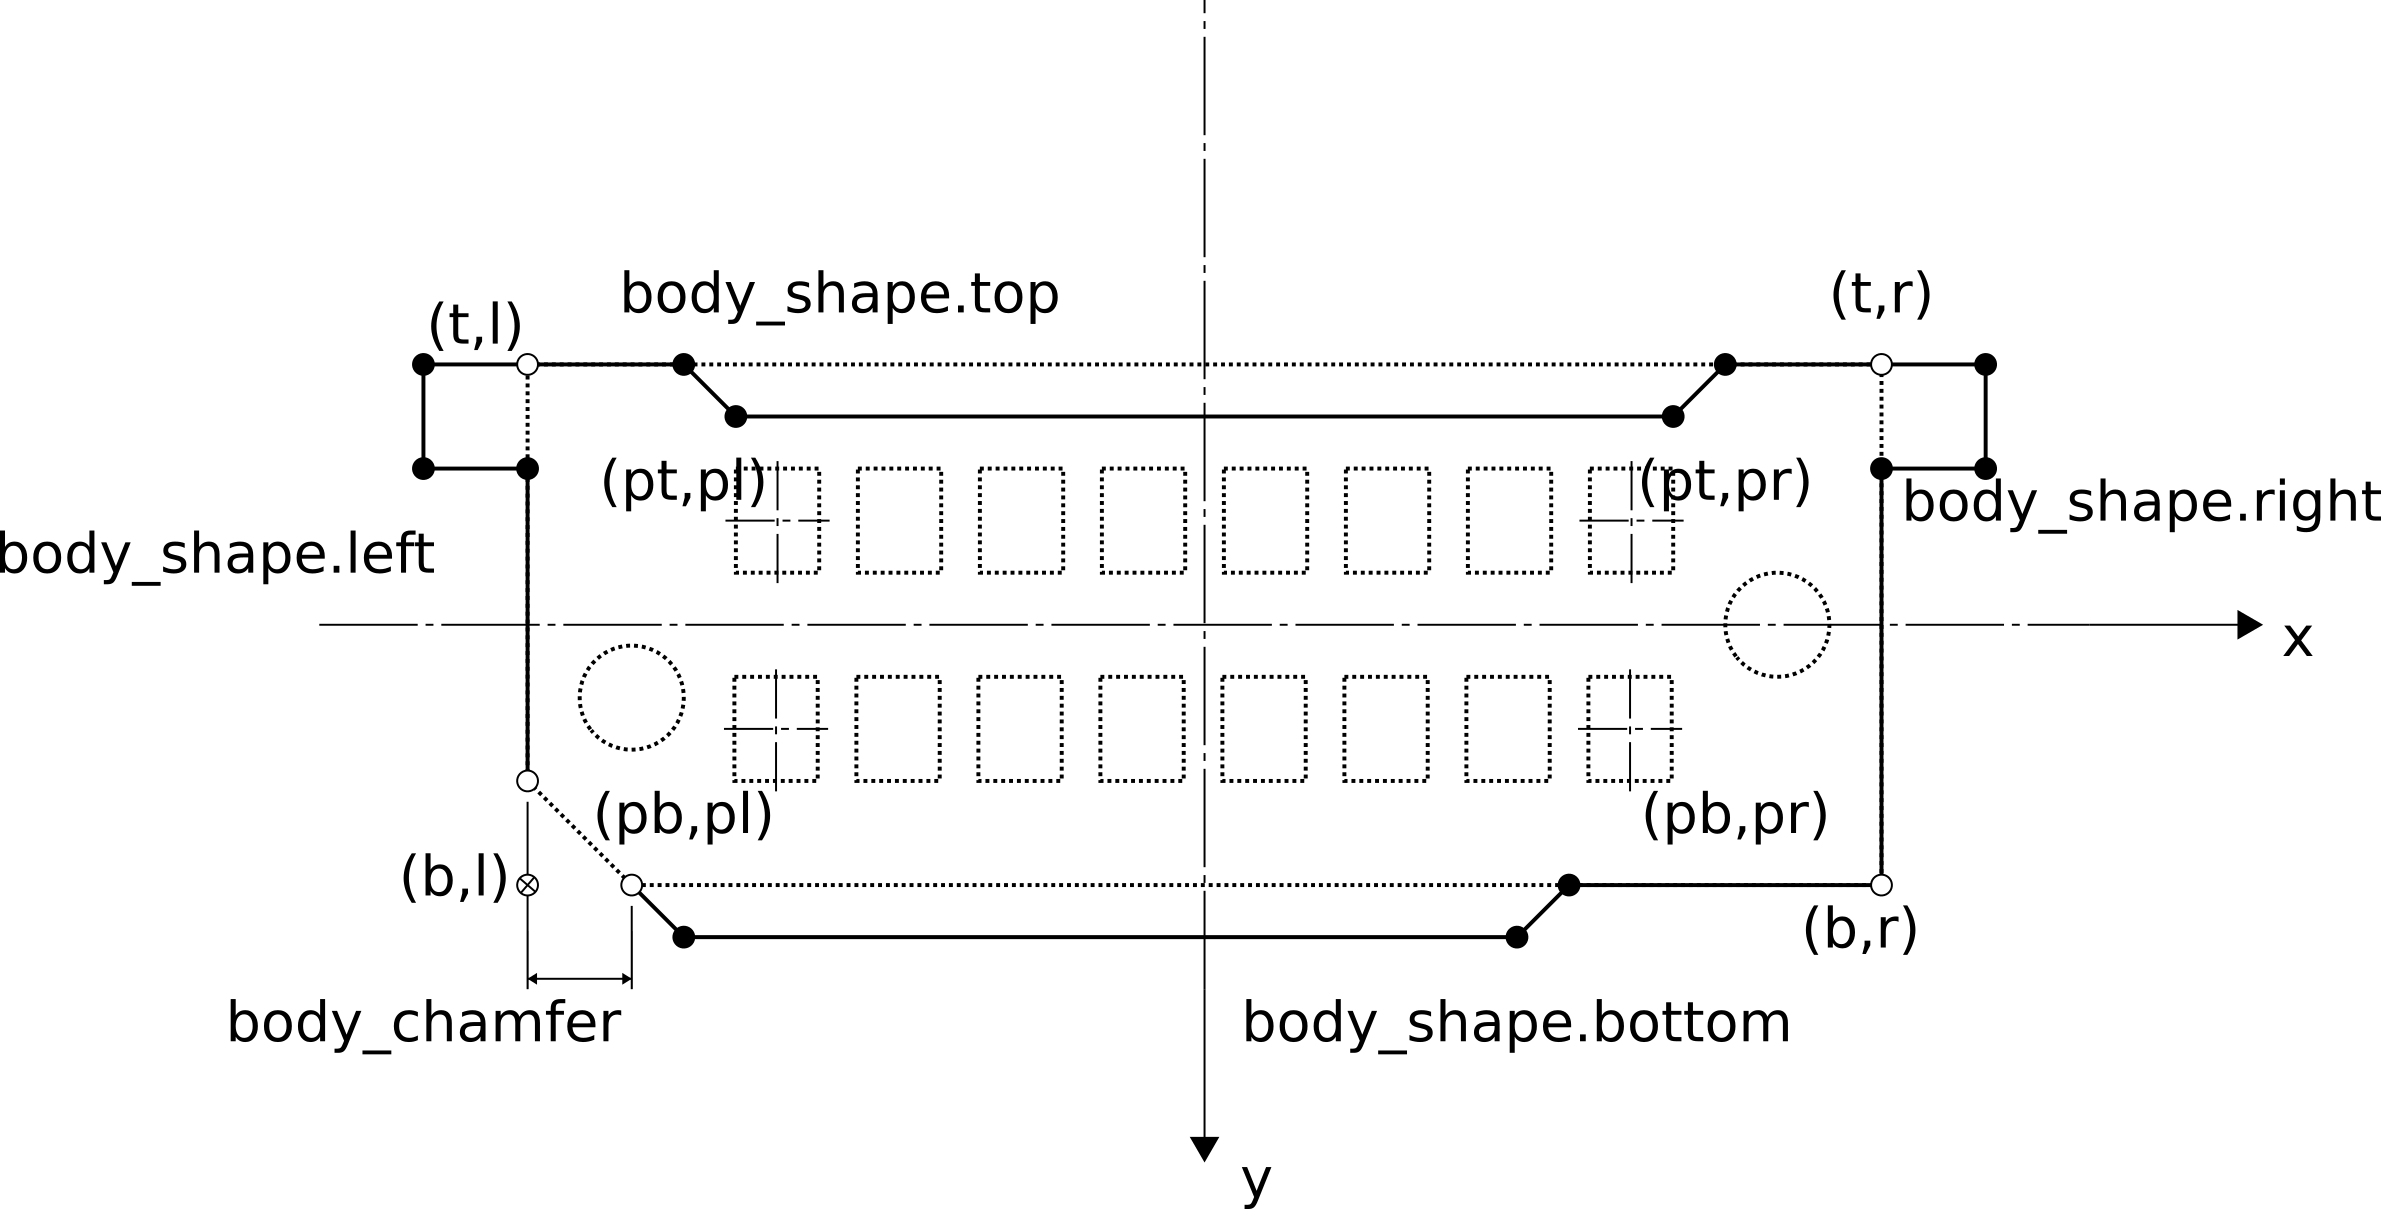 body_shape.top
(t,r)
(t,l)
(pt,pl)
(pt,pr)
body_shape.right
body_shape.left
x
(pb,pl)
(pb,pr)
(b,l)
(b,r)
body_chamfer
body_shape.bottom
y